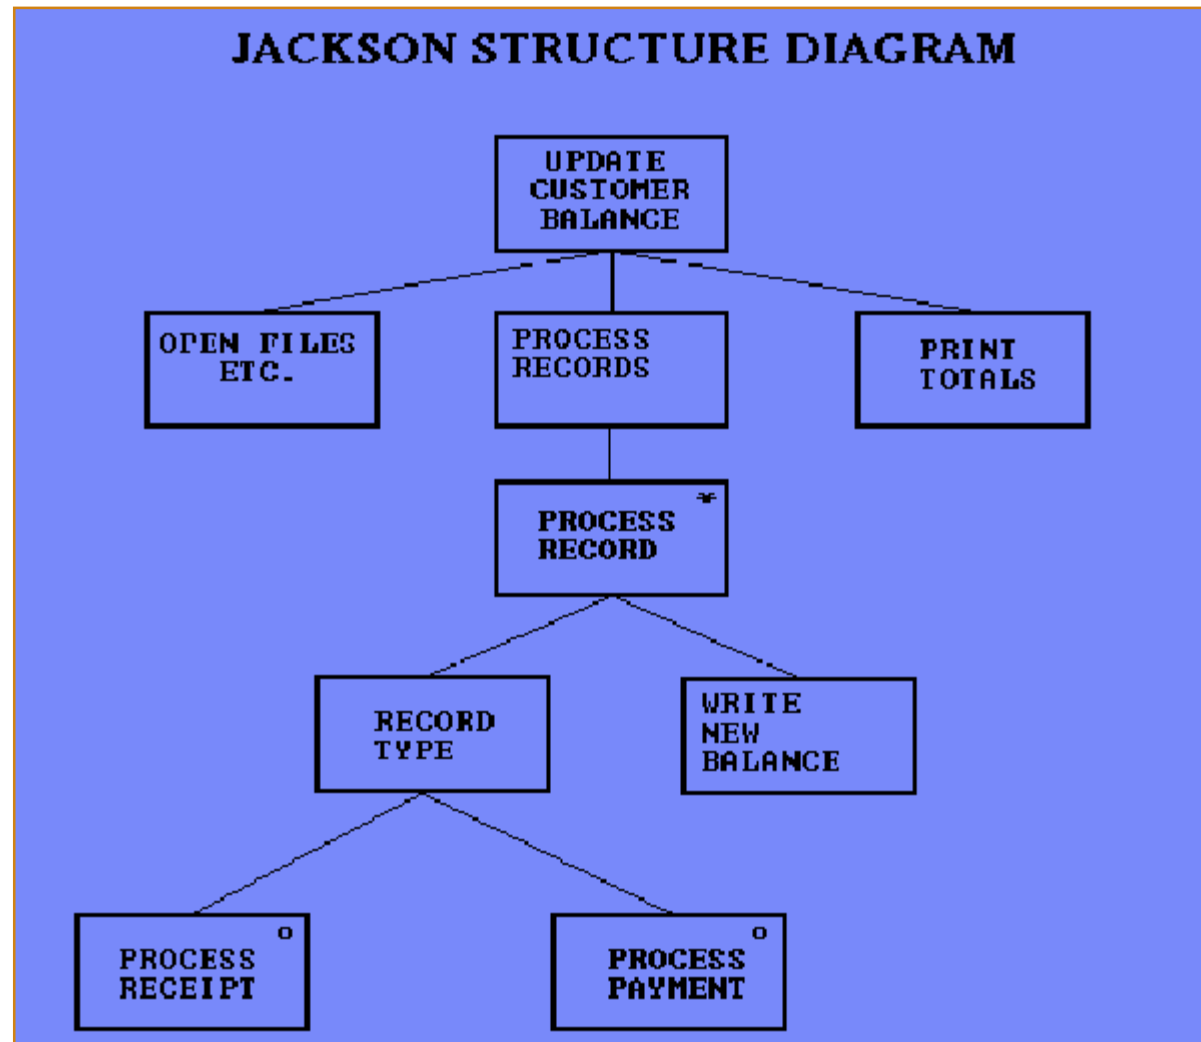 JACKSON STRUCTURE DIAGRAM
UPDATE
CUSTOMER
BALANCE
OPEN FILES
ETC.
PROCESS
RECORDS
PRINT
TOTALS
*
PROCESS
RECORD
RECORD
TYPE
WRITE
NEW
BALANCE
o
PROCESS
RECEIPT
o
PROCESS
PAYMENT